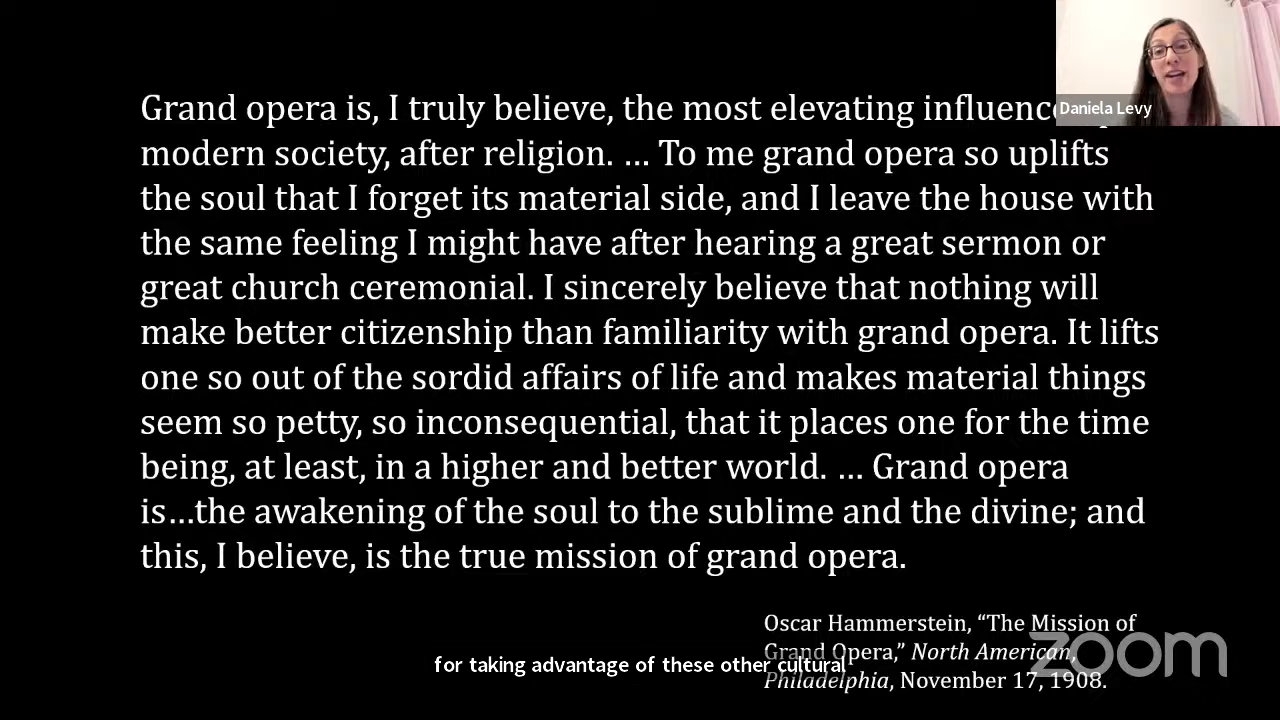 Grand opera is, I truly believe, the most elevating influence
modern society, after religion. … To me grand opera so uplifts
the soul that I forget its material side, and I leave the house with
the same feeling I might have after hearing a great sermon or
great church ceremonial. I sincerely believe that nothing will
make better citizenship than familiarity with grand opera. It lifts
one so out of the sordid affairs of life and makes material things
seem so petty, so inconsequential, that it places one for the time
being, at least, in a higher and better world. … Grand opera
is…the awakening of the soul to the sublime and the divine; and
this, I believe, is the true mission of grand opera.
Daniela Levy
Oscar Hammerstein, “The Mission of
Grand Opera,” North American,
Philadelphia, November 17, 1908.
for taking advantage of these other cultural
zoom